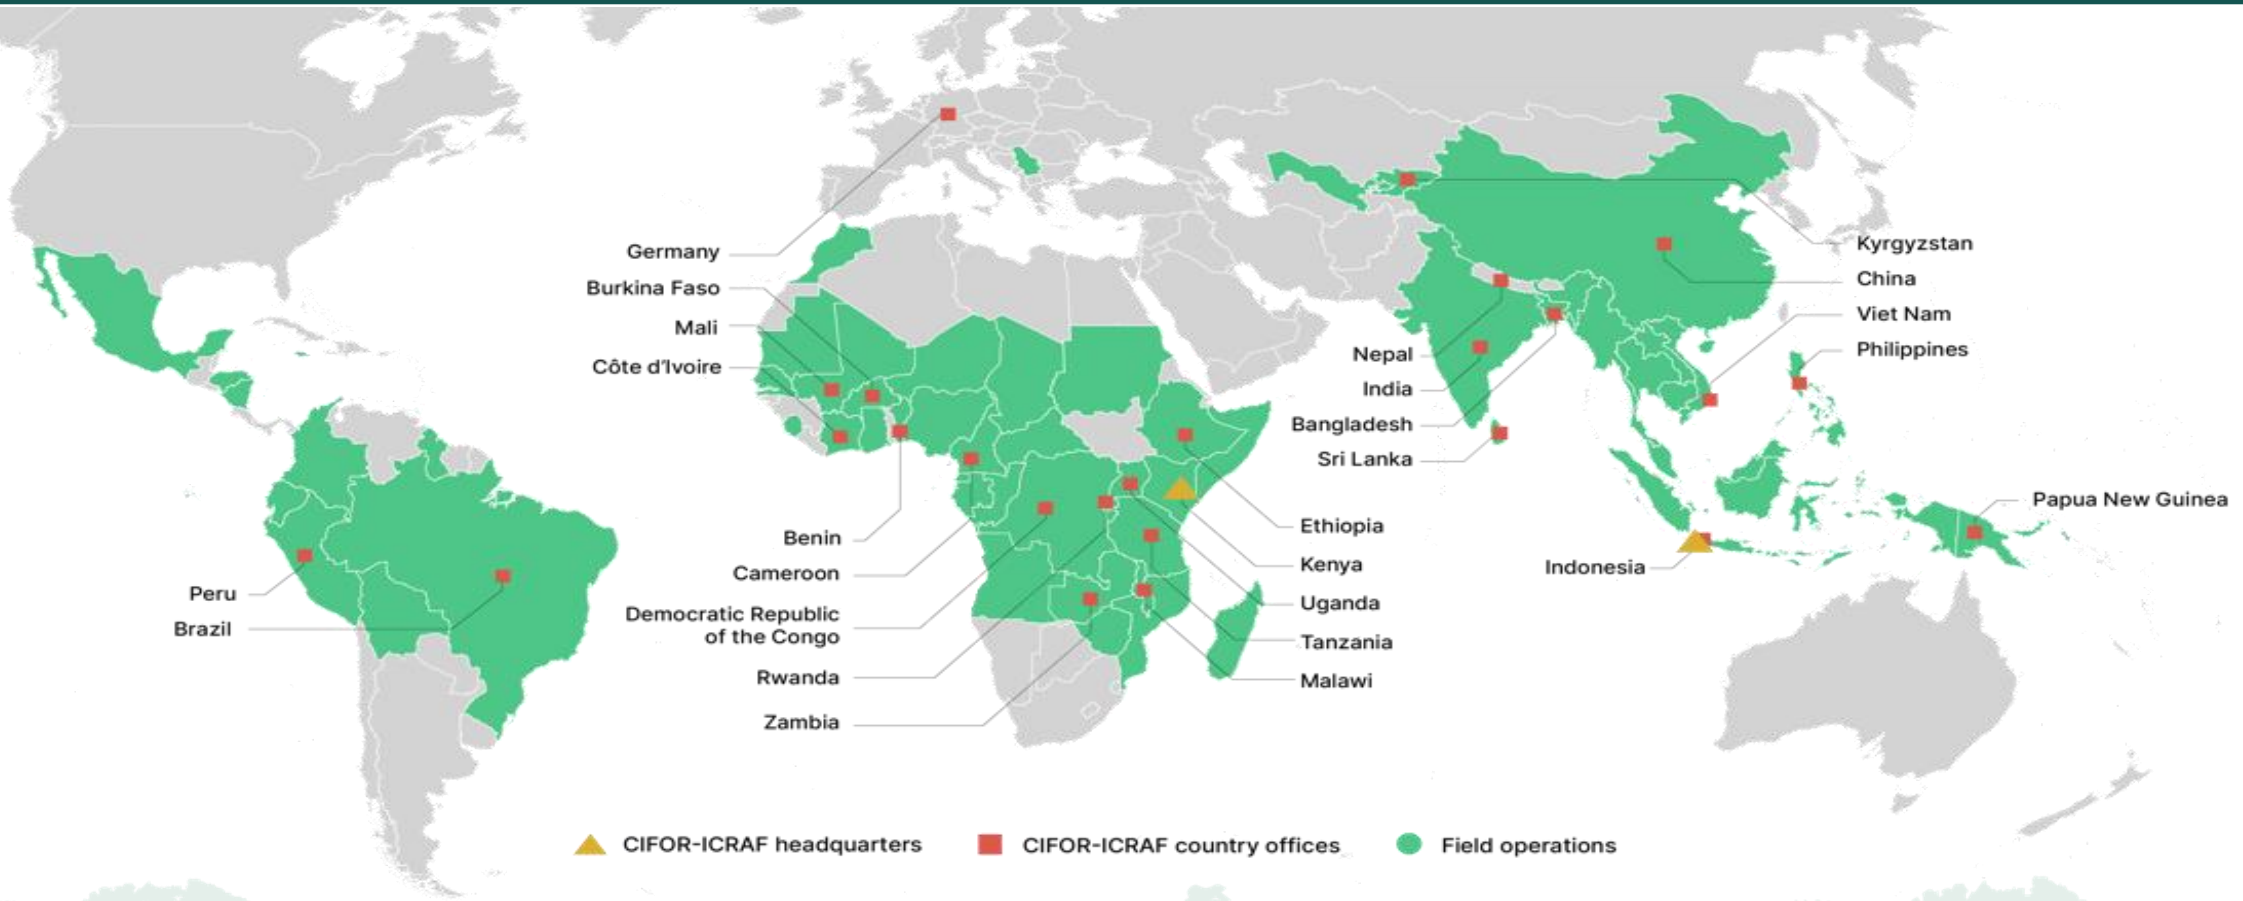 Germany
Burkina Faso
Mali
Côte d'Ivoire
Benin
Cameroon
Democratic Republic
of the Congo
Rwanda
Zambia
Peru
Brazil
Nepal
India
Bangladesh
Sri Lanka
Ethiopia
Kenya
Uganda
Tanzania
Malawi
Kyrgyzstan
China
Viet Nam
Philippines
Papua New Guinea
Indonesia
CIFOR-ICRAF headquarters
CIFOR-ICRAF country offices
Field operations